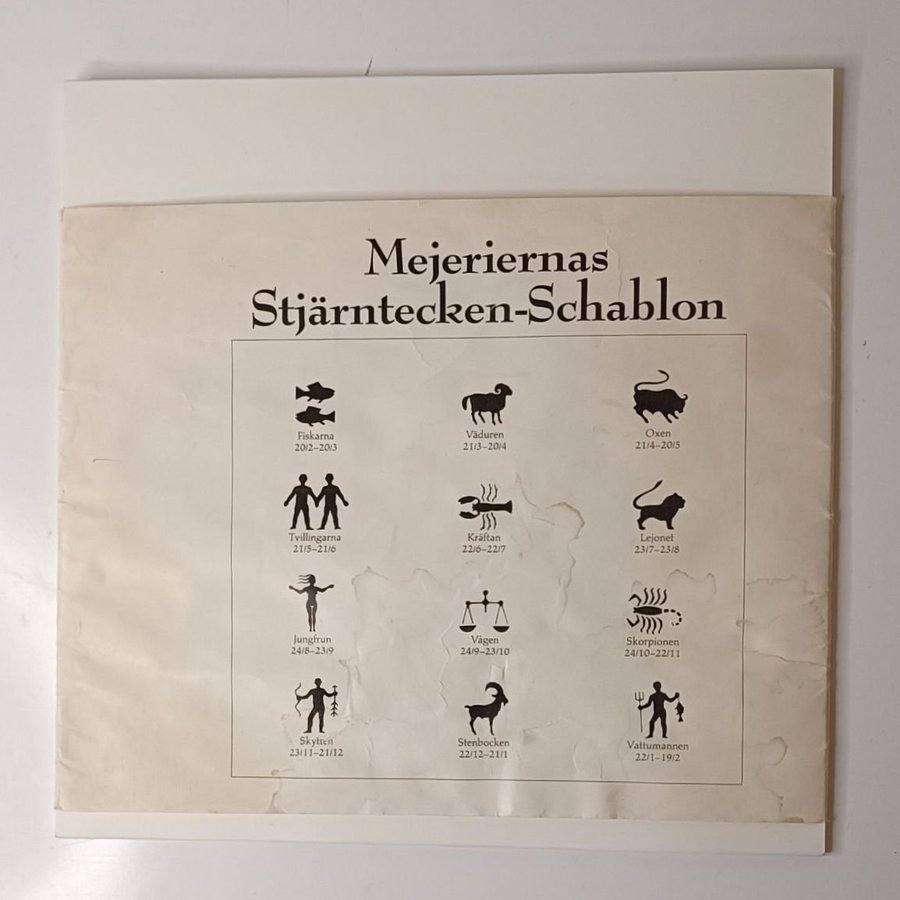 Mejeriernas
Stjärntecken-Schablon
Fiskarna
20/2–20/3
Väduren
21/3–20/4
Oxen
21/4–20/5
Tvillingarna
21/5–21/6
Kräftan
22/6–22/7
Lejonet
23/7–23/8
Jungfrun
24/8–23/9
Vågen
24/9–23/10
Skorpionen
24/10–22/11
Skytten
23/11–21/12
Stenbocken
22/12–21/1
Vattumannen
22/1–19/2